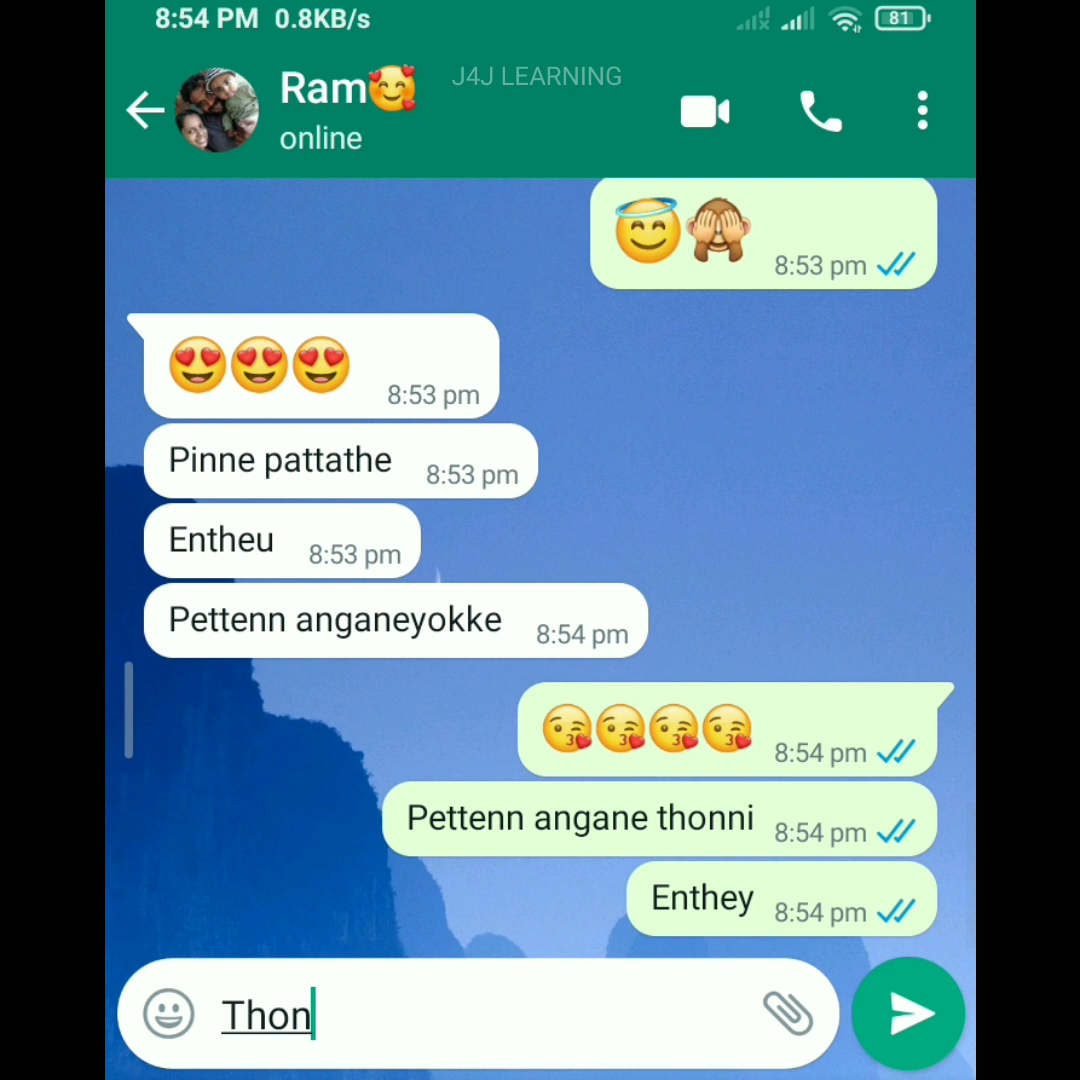 8:54 PM 0.8KB/s 81
Ram🥰 J4J LEARNING
online
😇🙈 8:53 pm
😍😍😍 8:53 pm
Pinne pattathe 8:53 pm
Entheu 8:53 pm
Pettenn anganeyokke 8:54 pm
😘😘😘😘 8:54 pm
Pettenn angane thonni 8:54 pm
Enthey 8:54 pm
Thon